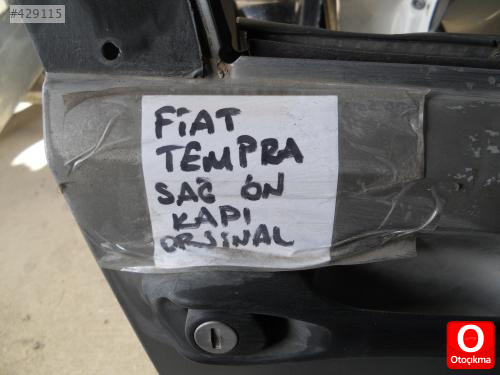 #429115
FiAT
TEMPRA
SAĞ ÖN
KAPI
ORJiNAL
O
Otoçıkma